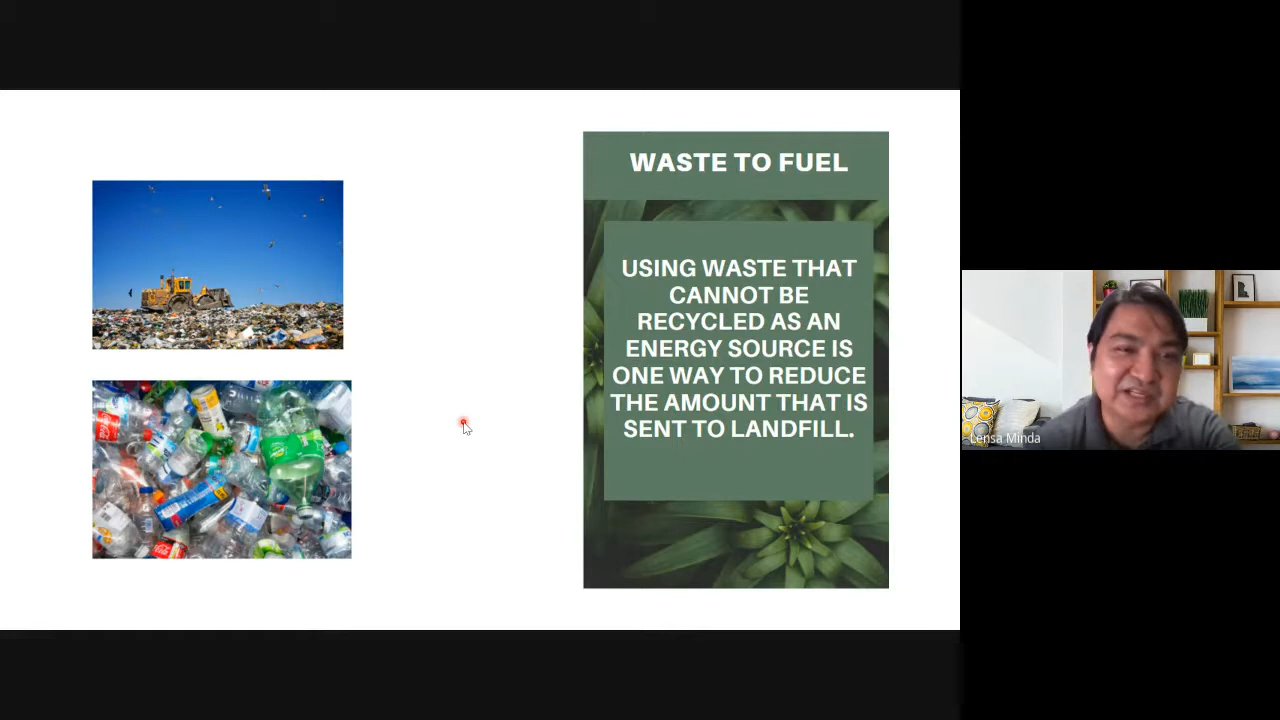 WASTE TO FUEL
USING WASTE THAT
CANNOT BE
RECYCLED AS AN
ENERGY SOURCE IS
ONE WAY TO REDUCE
THE AMOUNT THAT IS
SENT TO LANDFILL.
Lensa Minda